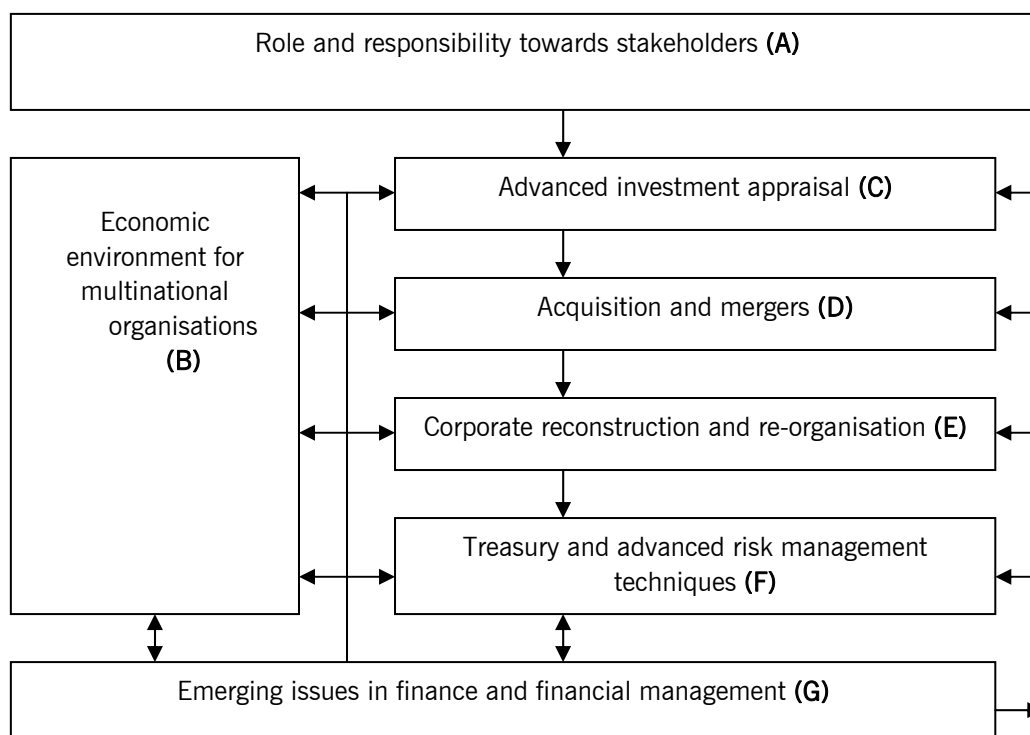 Role and responsibility towards stakeholders (A)
Advanced investment appraisal (C)
Economic
environment for
multinational
organisations
(B)
Acquisition and mergers (D)
Corporate reconstruction and re-organisation (E)
Treasury and advanced risk management
techniques (F)
Emerging issues in finance and financial management (G)